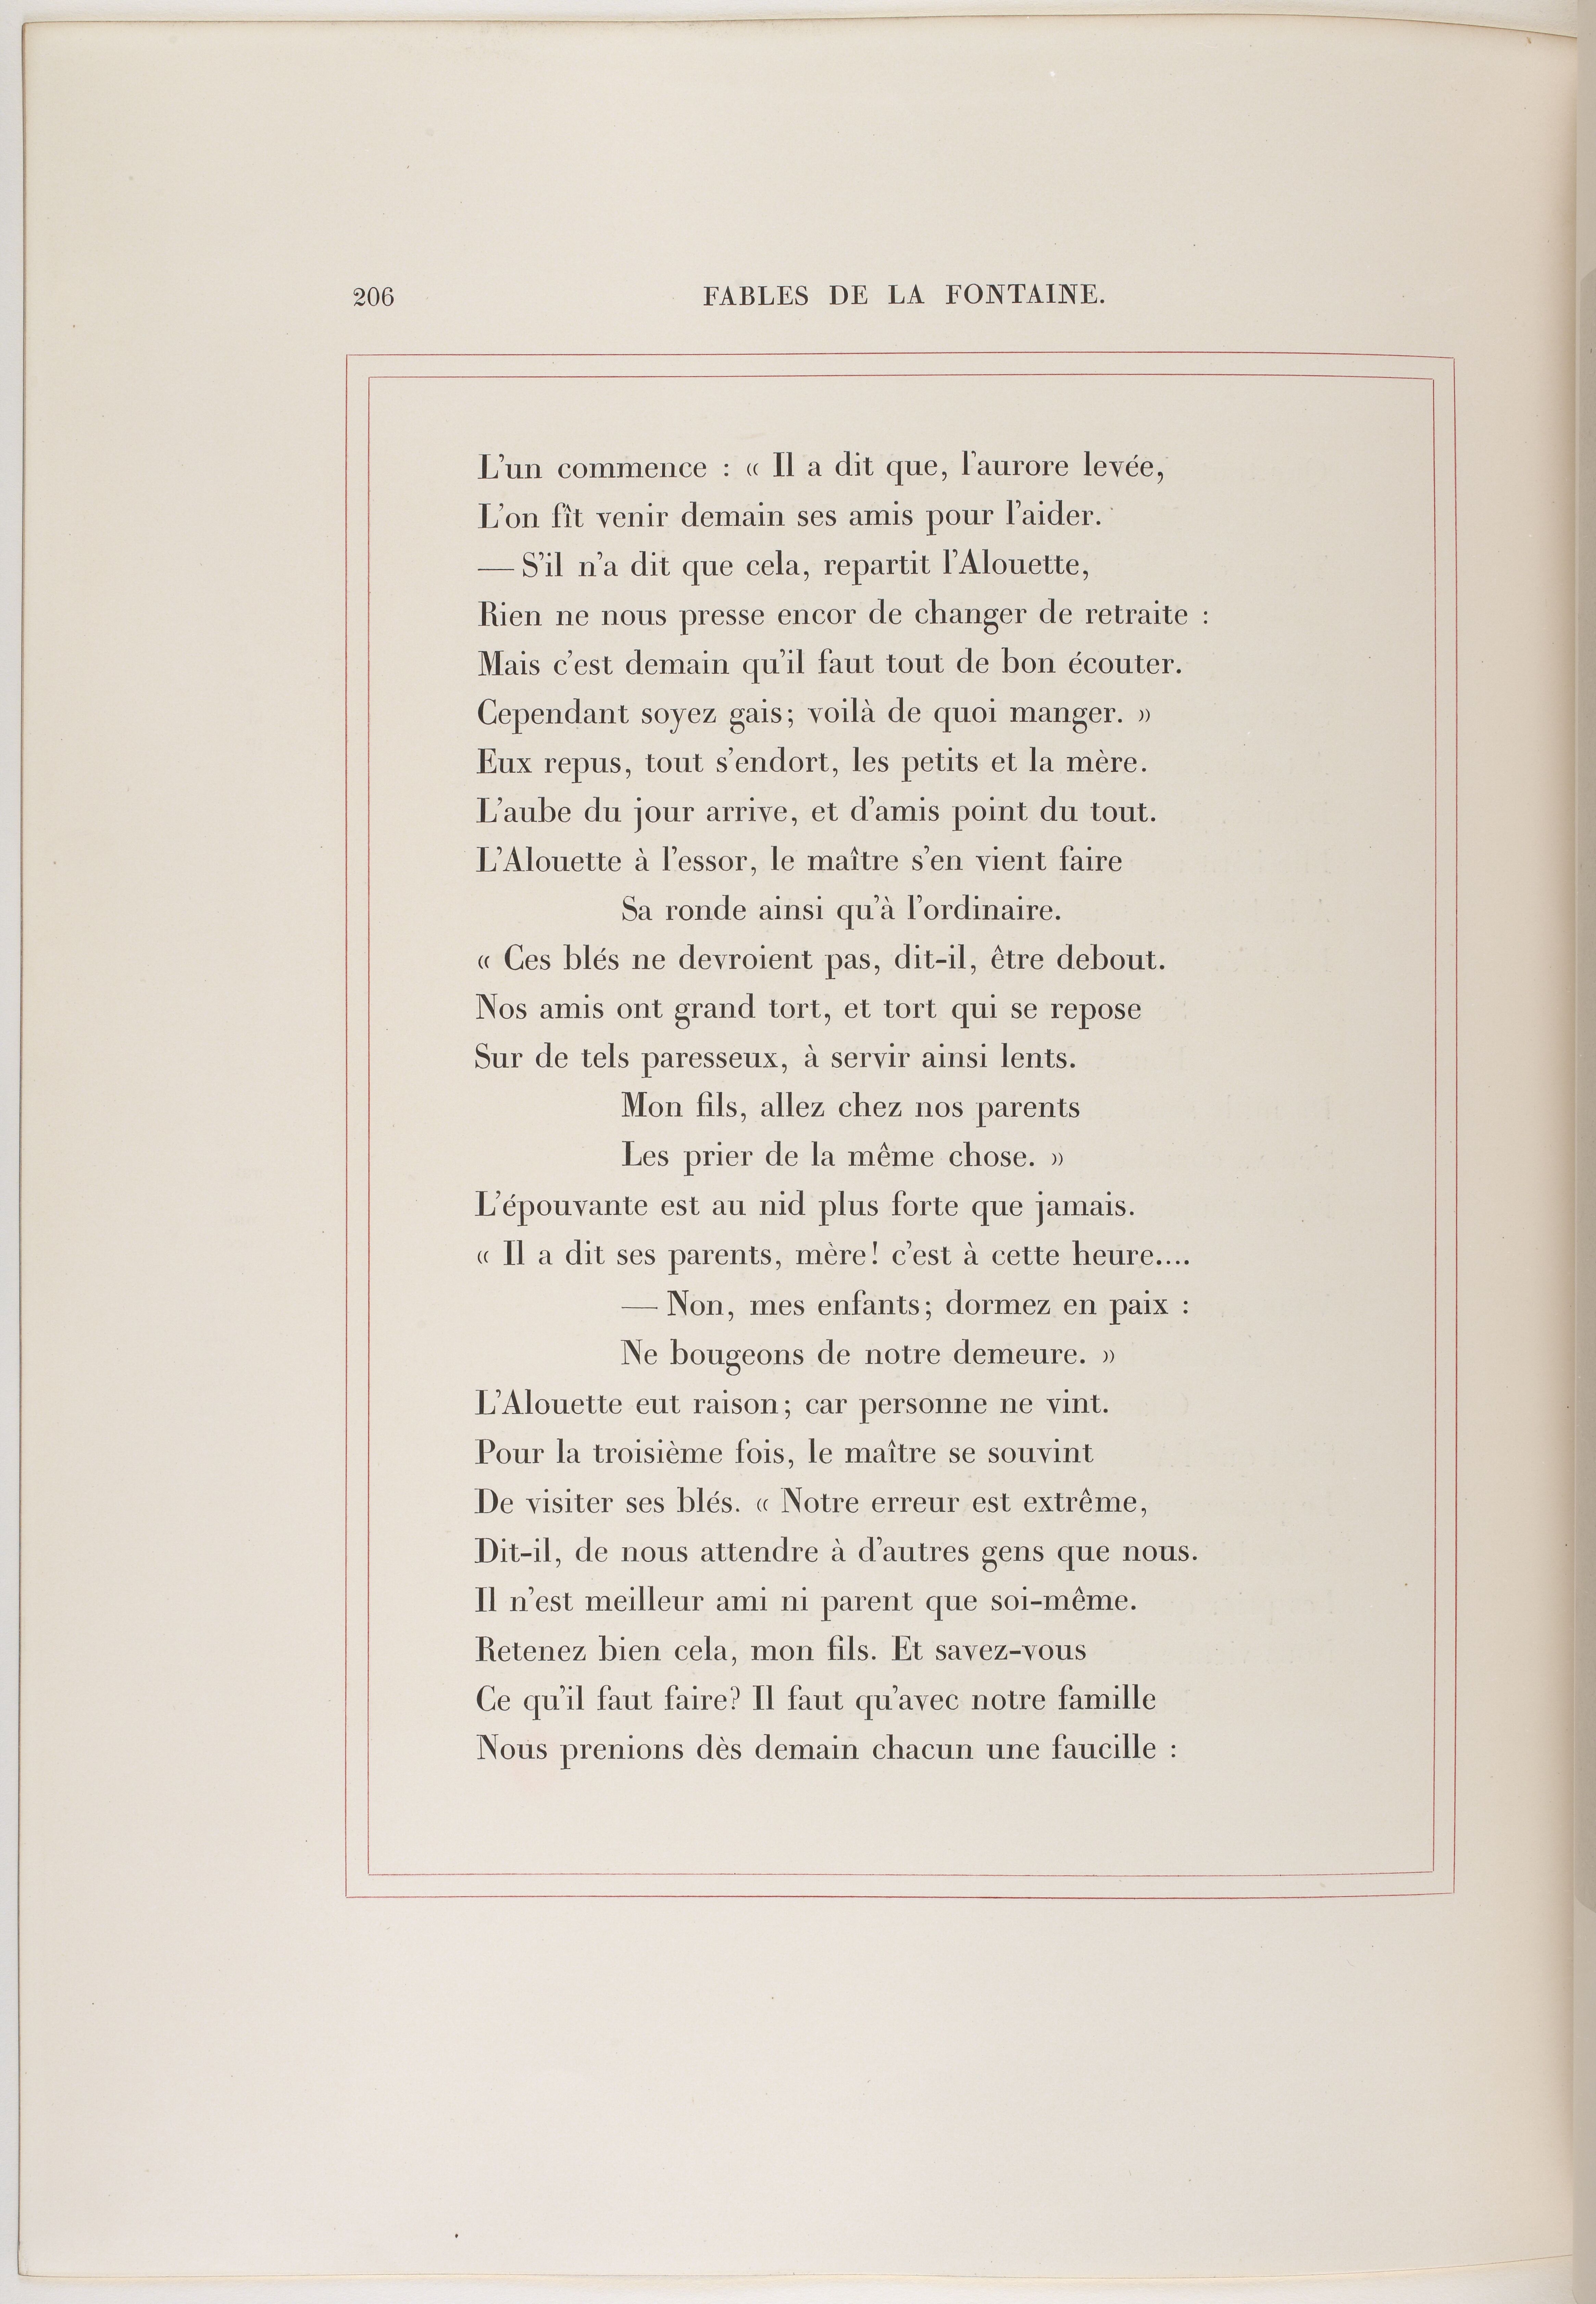 206 FABLES DE LA FONTAINE.
L'un commence : « Il a dit que, l'aurore levée,
L'on fît venir demain ses amis pour l'aider.
— S'il n'a dit que cela, repartit l'Alouette,
Rien ne nous presse encor de changer de retraite :
Mais c'est demain qu'il faut tout de bon écouter.
Cependant soyez gais; voilà de quoi manger. »
Eux repus, tout s'endort, les petits et la mère.
L'aube du jour arrive, et d'amis point du tout.
L'Alouette à l'essor, le maître s'en vient faire
Sa ronde ainsi qu'à l'ordinaire.
« Ces blés ne devroient pas, dit-il, être debout.
Nos amis ont grand tort, et tort qui se repose
Sur de tels paresseux, à servir ainsi lents.
Mon fils, allez chez nos parents
Les prier de la même chose. »
L'épouvante est au nid plus forte que jamais.
« Il a dit ses parents, mère! c'est à cette heure....
— Non, mes enfants; dormez en paix :
Ne bougeons de notre demeure. »
L'Alouette eut raison; car personne ne vint.
Pour la troisième fois, le maître se souvint
De visiter ses blés. « Notre erreur est extrême,
Dit-il, de nous attendre à d'autres gens que nous.
Il n'est meilleur ami ni parent que soi-même.
Retenez bien cela, mon fils. Et savez-vous
Ce qu'il faut faire? Il faut qu'avec notre famille
Nous prenions dès demain chacun une faucille :